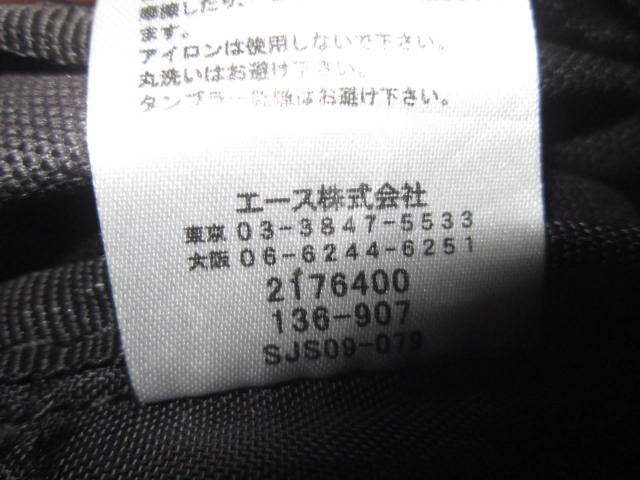 摩擦したり、
ます。
アイロンは使用しないで下さい。
丸洗いはお避け下さい。
タンブラー乾燥はお避け下さい。
エース株式会社
東京 03-3847-5533
大阪 06-6244-6251
2176400
136-907
SJS09-079